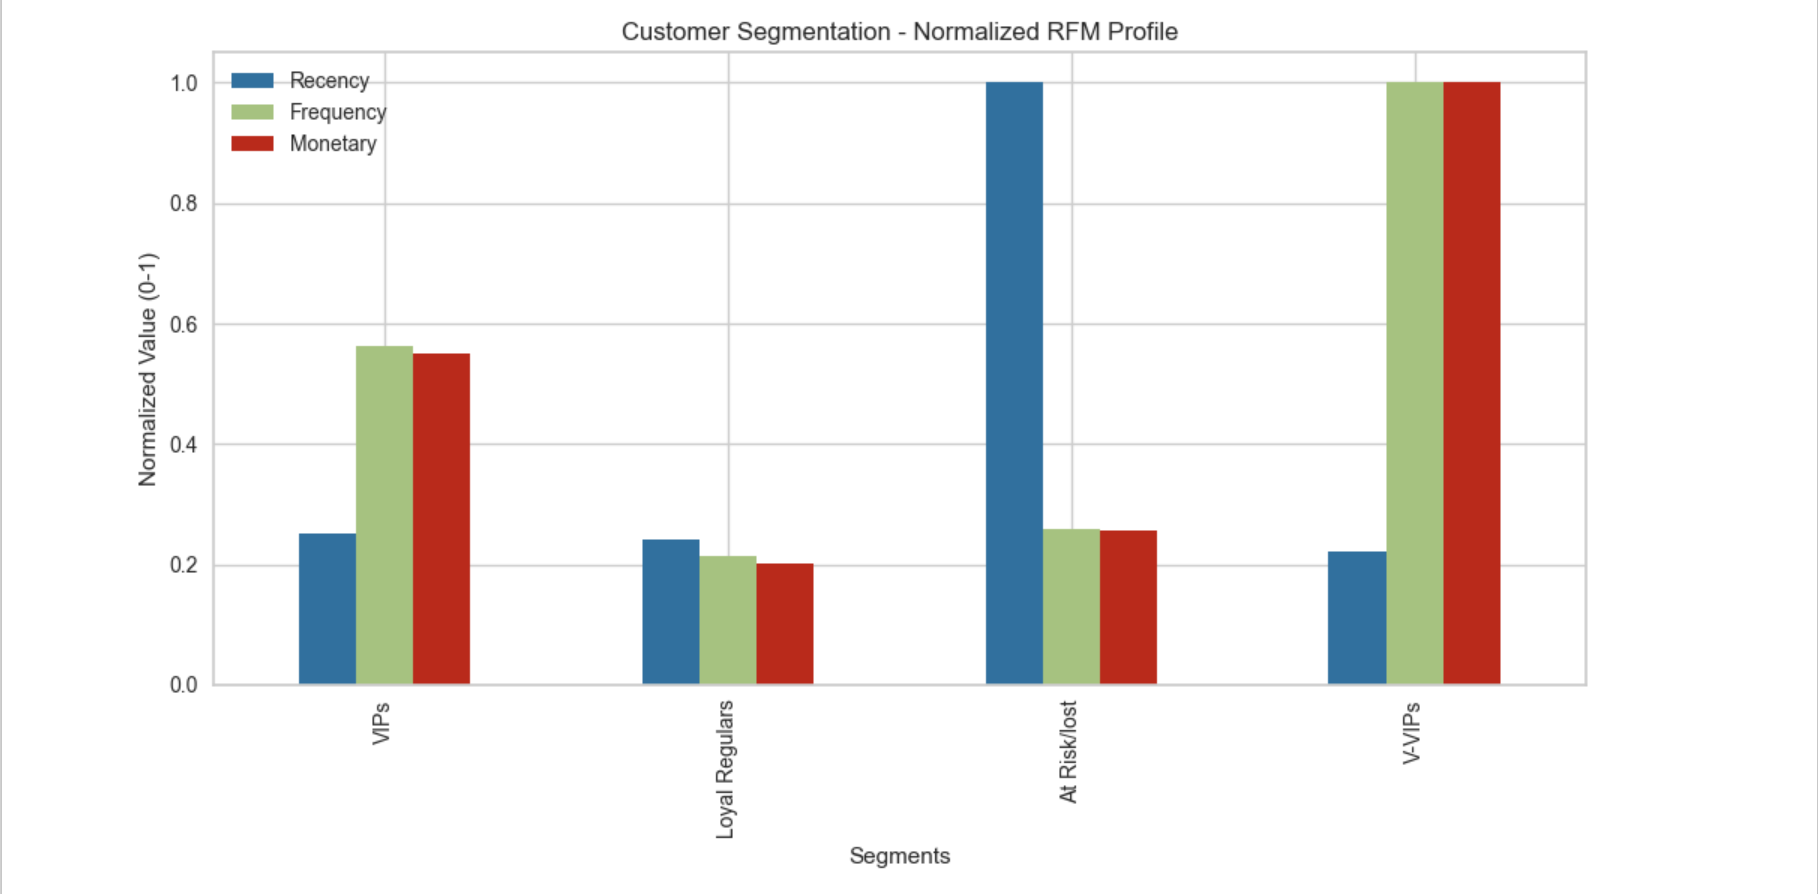 Customer Segmentation - Normalized RFM Profile
Recency
Frequency
Monetary
Normalized Value (0-1)
1.0
0.8
0.6
0.4
0.2
0.0
VIPs
Loyal Regulars
At Risk/lost
V-VIPs
Segments